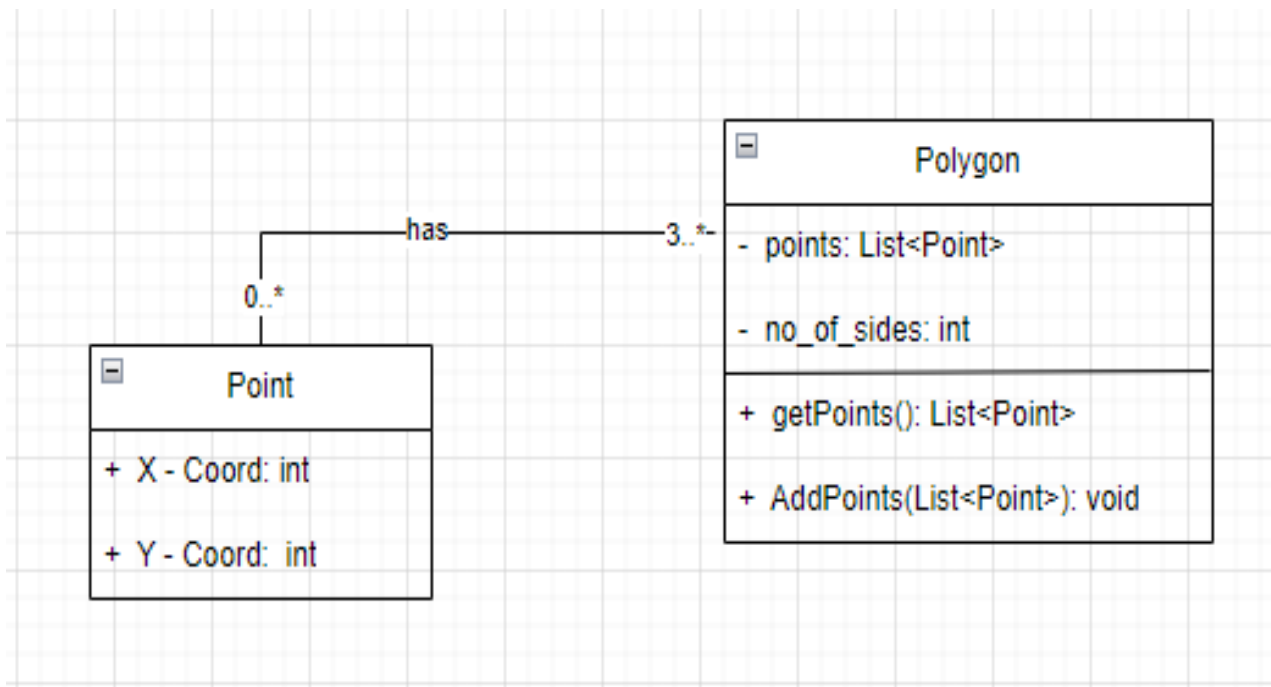 Polygon
- points: List<Point>
- no_of_sides: int
+ getPoints(): List<Point>
+ AddPoints(List<Point>): void
has
3..*
0..*
Point
+ X - Coord: int
+ Y - Coord: int